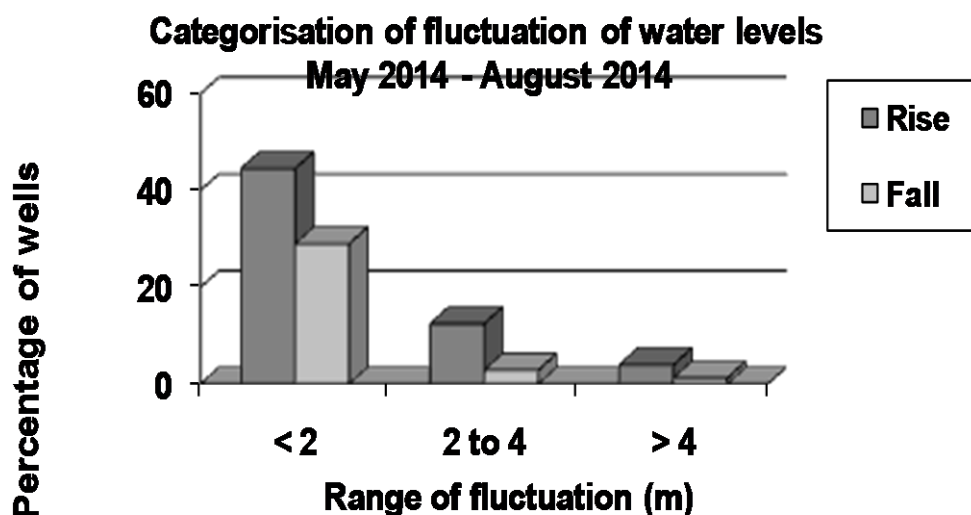 Categorisation of fluctuation of water levels
May 2014 - August 2014
Percentage of wells
60
40
20
0
< 2
2 to 4
> 4
Range of fluctuation (m)
Rise
Fall